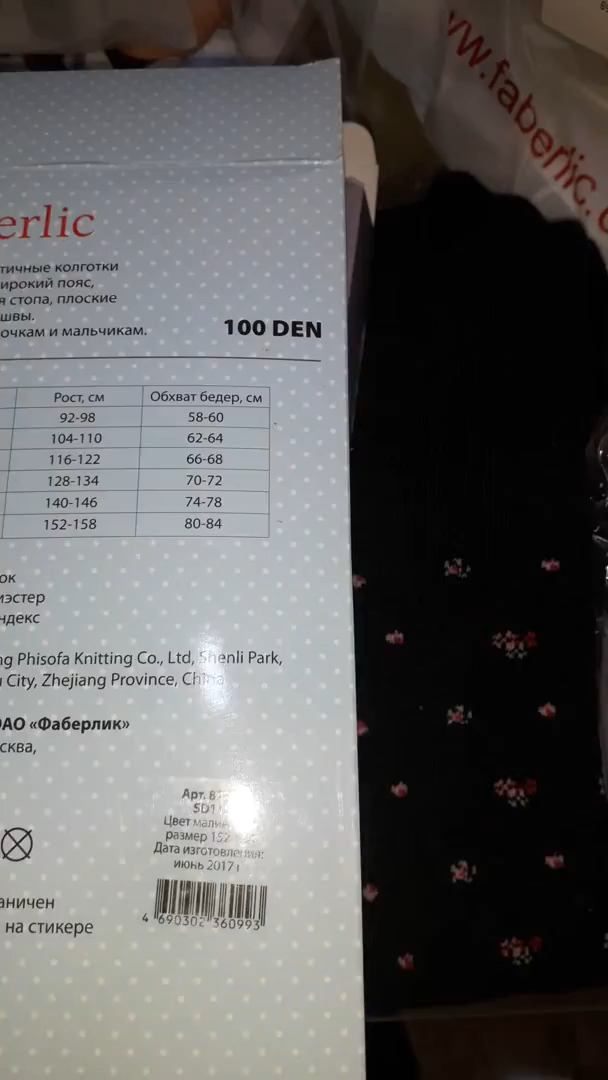 www.faberlic.c
erlic
тичные колготки
ирокий пояс,
я стопа, плоские
швы.
очкам и мальчикам.
100 DEN
Рост, см Обхват бедер, см
92-98 58-60
104-110 62-64
116-122 66-68
128-134 70-72
140-146 74-78
152-158 80-84
ок
иэстер
ндекс
ng Phisofa Knitting Co., Ltd, Shenli Park,
City, Zhejiang Province, China
ОАО «Фаберлик»
сква,
Арт.
Цвет
размер
Дата изготовления:
июнь 2017 г
4 690302 360993
аничен
на стикере